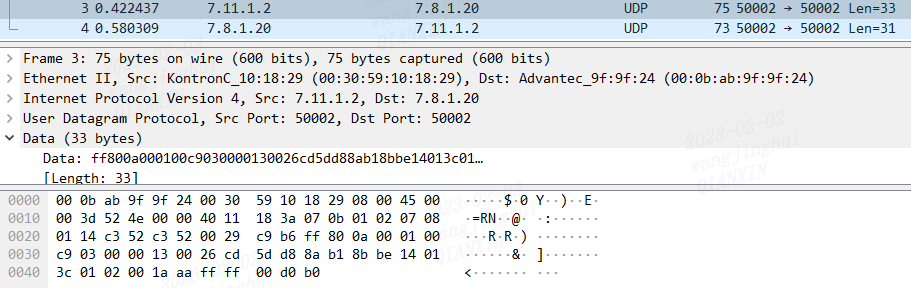 3 0.422437 7.11.1.2 7.8.1.20 UDP 75 50002 → 50002 Len=33
4 0.580309 7.8.1.20 7.11.1.2 UDP 73 50002 → 50002 Len=31
Frame 3: 75 bytes on wire (600 bits), 75 bytes captured (600 bits)
Ethernet II, Src: KontronC_10:18:29 (00:30:59:10:18:29), Dst: Advantec_9f:9f:24 (00:0b:ab:9f:9f:24)
Internet Protocol Version 4, Src: 7.11.1.2, Dst: 7.8.1.20
User Datagram Protocol, Src Port: 50002, Dst Port: 50002
Data (33 bytes)
Data: ff800a000100c9030000130026cd5dd88ab18bbe14013c01…
[Length: 33]
0000 00 0b ab 9f 9f 24 00 30 59 10 18 29 08 00 45 00 ·····$·0 Y··)··E·
0010 00 3d 52 4e 00 00 40 11 18 3a 07 0b 01 02 07 08 ·=RN··@· ·:······
0020 01 14 c3 52 c3 52 00 29 c9 b6 ff 80 0a 00 01 00 ···R·R·) ········
0030 c9 03 00 00 13 00 26 cd 5d d8 8a b1 8b be 14 01 ······&· ]·······
0040 3c 01 02 00 1a aa ff ff 00 d0 b0 <······· ···
2023-02-02
wangjinghui
QIANXIN